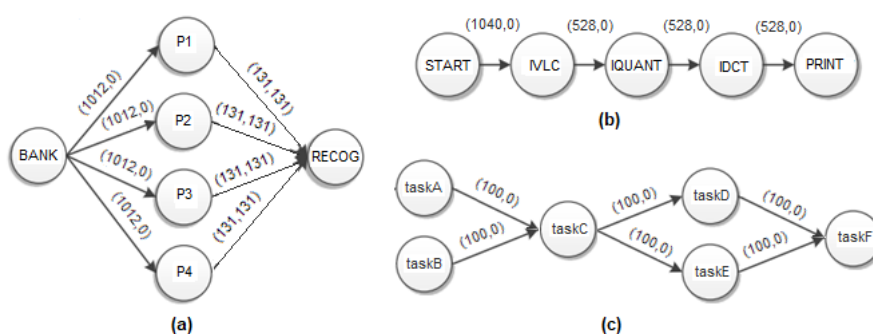 P1
(1012,0)
(131,131)
P2
(1012,0)
(131,131)
BANK
RECOG
(1012,0)
P3
(131,131)
(1012,0)
(131,131)
P4
(a)
(1040,0) (528,0) (528,0) (528,0)
START IVLC IQUANT IDCT PRINT
(b)
taskA
(100,0)
(100,0)
taskD
(100,0)
taskC
taskF
taskB
(100,0)
(100,0)
taskE
(100,0)
(c)